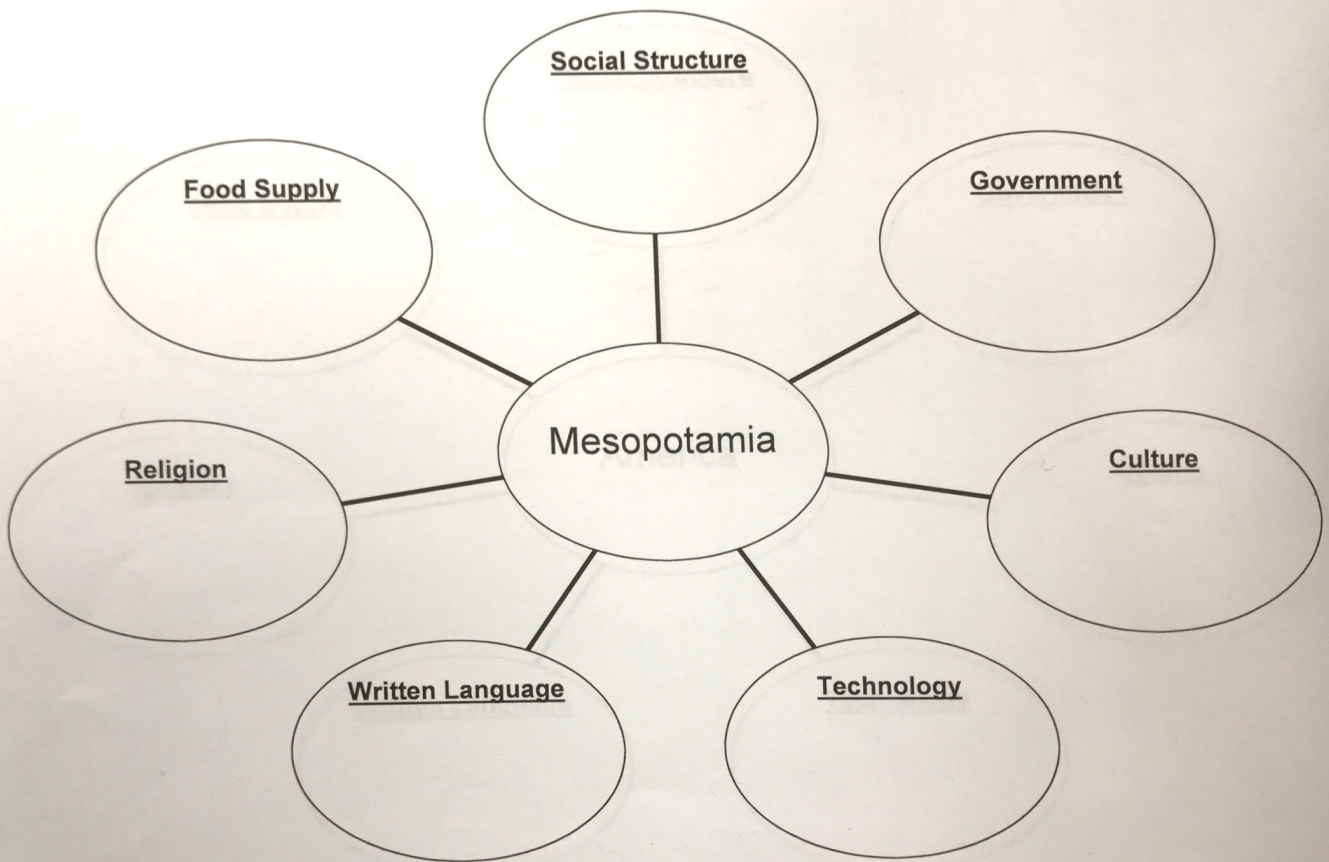 Social Structure
Food Supply
Government
Mesopotamia
Religion
Culture
Written Language
Technology